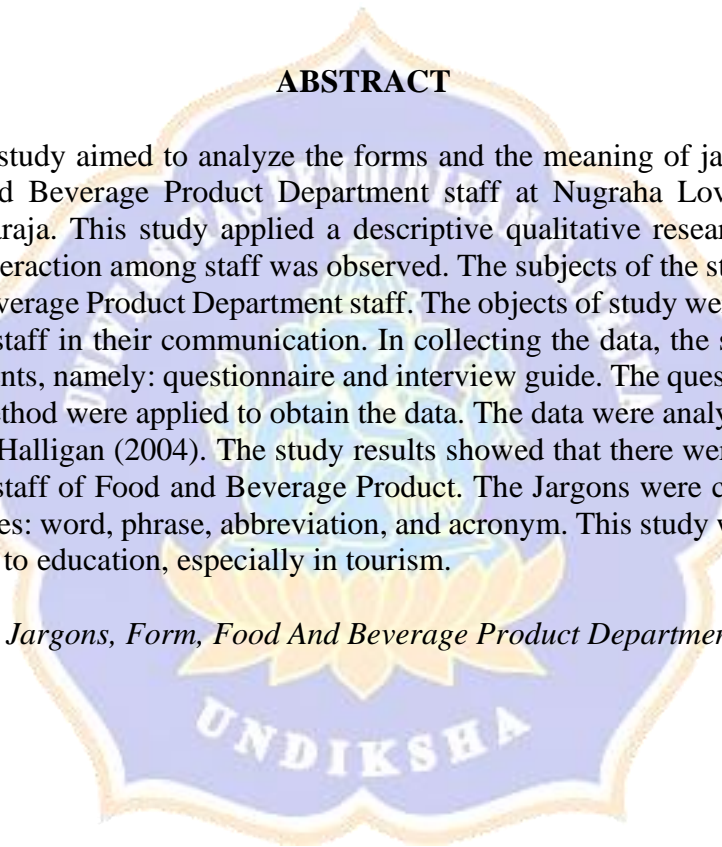 ABSTRACT
study aimed to analyze the forms and the meaning of ja
d Beverage Product Department staff at Nugraha Lov
araja. This study applied a descriptive qualitative resear
teraction among staff was observed. The subjects of the st
everage Product Department staff. The objects of study we
staff in their communication. In collecting the data, the s
nts, namely: questionnaire and interview guide. The ques
ethod were applied to obtain the data. The data were analy
Halligan (2004). The study results showed that there wer
staff of Food and Beverage Product. The Jargons were c
es: word, phrase, abbreviation, and acronym. This study w
to education, especially in tourism.
Jargons, Form, Food And Beverage Product Departmen
UNDIKSHA